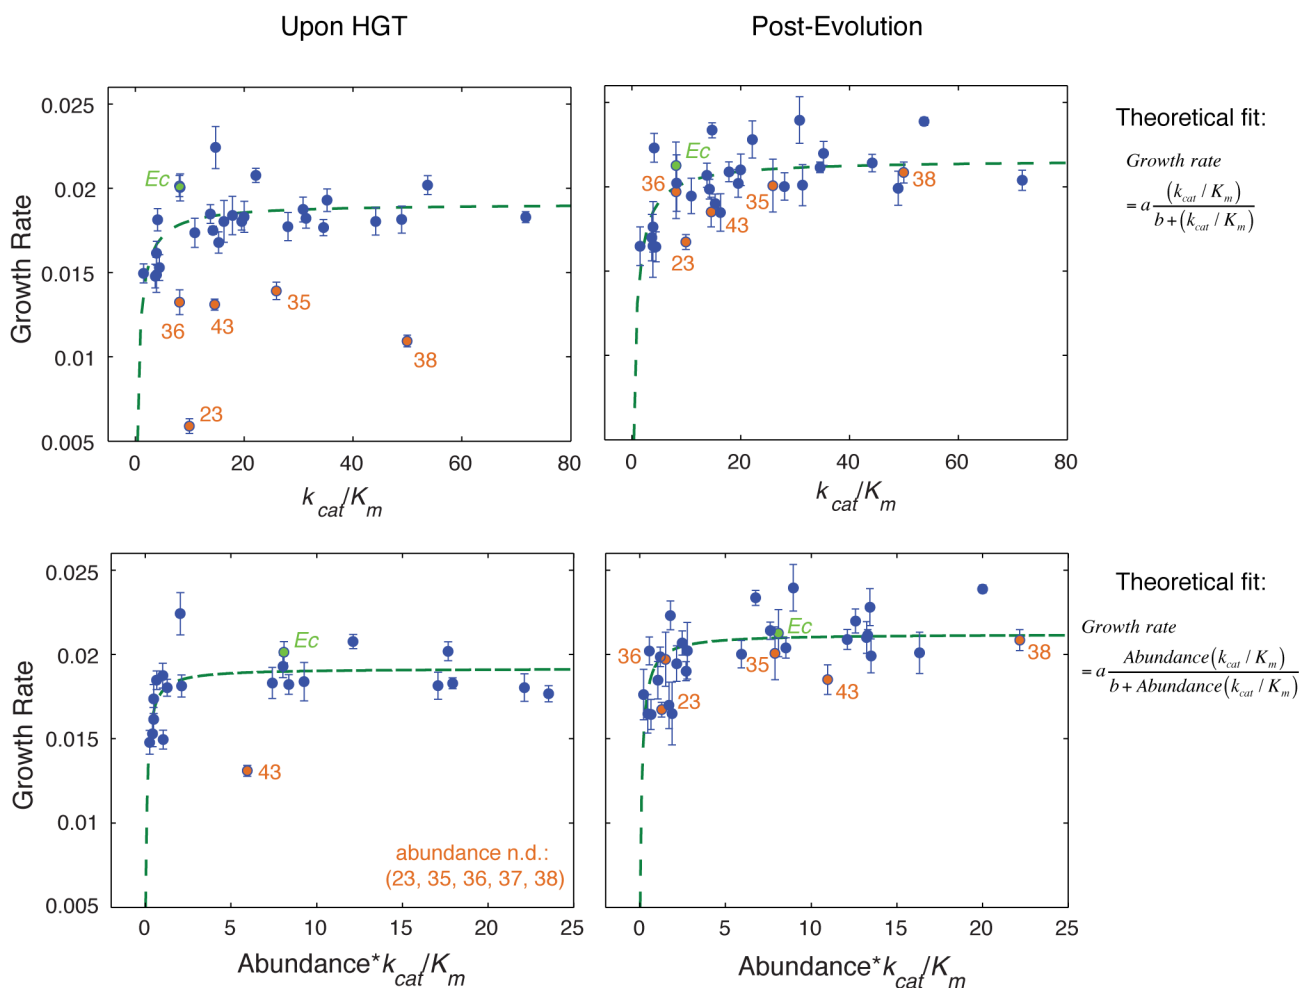 Upon HGT
Post-Evolution
Growth Rate
0.025
0.02
0.015
0.01
0.005
Ec
36
43
35
38
23
0
20
40
60
80
k cat/K m
Ec
36
35
38
43
23
0
20
40
60
80
k cat/K m
Theoretical fit:
Growth rate
= a (k cat / K m) / b + (k cat / K m)
Growth Rate
0.025
0.02
0.015
0.01
0.005
Ec
43
abundance n.d.:
(23, 35, 36, 37, 38)
0
5
10
15
20
25
Abundance*k cat/K m
36
Ec
35
38
43
23
0
5
10
15
20
25
Abundance*k cat/K m
Theoretical fit:
Growth rate
= a Abundance(k cat / K m) / b + Abundance(k cat / K m)